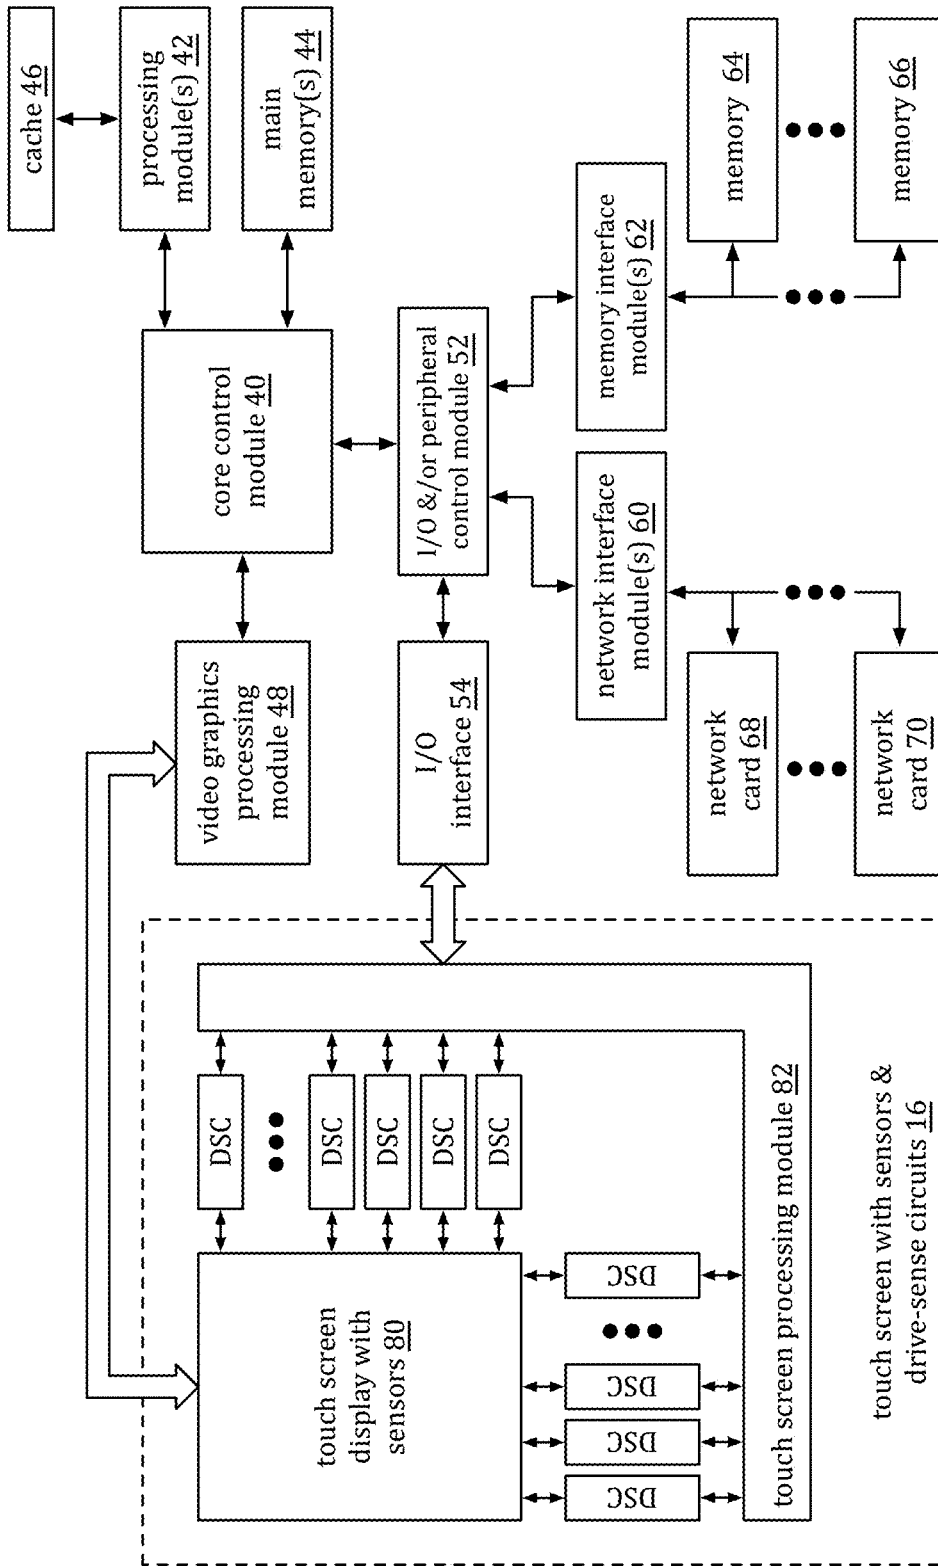 cache 46
processing
module(s) 42
main
memory(s) 44
core control
module 40
video graphics
processing
module 48
I/O &/or peripheral
control module 52
I/O
interface 54
memory interface
module(s) 62
network interface
module(s) 60
memory 64
memory 66
network
card 68
network
card 70
touch screen
display with
sensors 80
DSC
DSC
DSC
DSC
DSC
DSC
DSC
DSC
DSC
touch screen processing module 82
touch screen with sensors &
drive-sense circuits 16